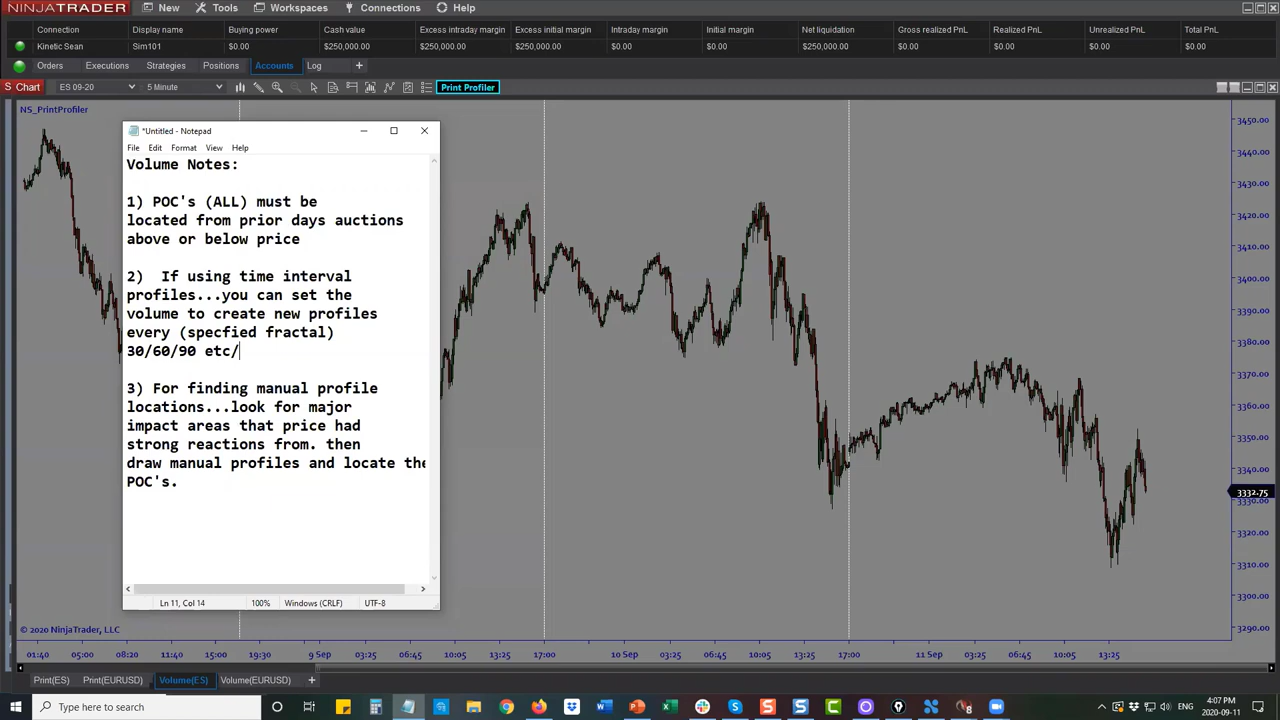 NINJATRADER New Tools Workspaces Connections Help
Connection Display name Buying power Cash value Excess intraday margin Excess initial margin Intraday margin Initial margin Net liquidation Gross realized PnL Realized PnL Unrealized PnL
Kinetic Sean Sim101 $0.00 $250,000.00 $250,000.00 $250,000.00 $0.00 $0.00 $250,000.00 $0.00 $0.00 $0.00
Orders Executions Strategies Positions Accounts Log +
S Chart ES 09-20 5 Minute Print Profiler
NS_PrintProfiler
*Untitled - Notepad
File Edit Format View Help
Volume Notes:
1) POC's (ALL) must be
located from prior days auctions
above or below price
2) If using time interval
profiles...you can set the
volume to create new profiles
every (specfied fractal)
30/60/90 etc/
3) For finding manual profile
locations...look for major
impact areas that price had
strong reactions from. then
draw manual profiles and locate the
POC's.
Ln 11, Col 14 100% Windows (CRLF) UTF-8
3450.00
3440.00
3430.00
3420.00
3410.00
3400.00
3390.00
3380.00
3370.00
3360.00
3350.00
3340.00
3332.75
3330.00
3320.00
3310.00
3300.00
3290.00
© 2020 NinjaTrader, LLC
01:40 05:00 08:20 11:40 15:00 19:30 9 Sep 03:25 06:45 10:05 13:25 17:00 10 Sep 03:25 06:45 10:05 13:25 17:00 11 Sep 03:25 06:45 10:05 13:25
Print(ES) Print(EURUSD) Volume(ES) Volume(EURUSD) +
Type here to search
4:07 PM
2020-09-11